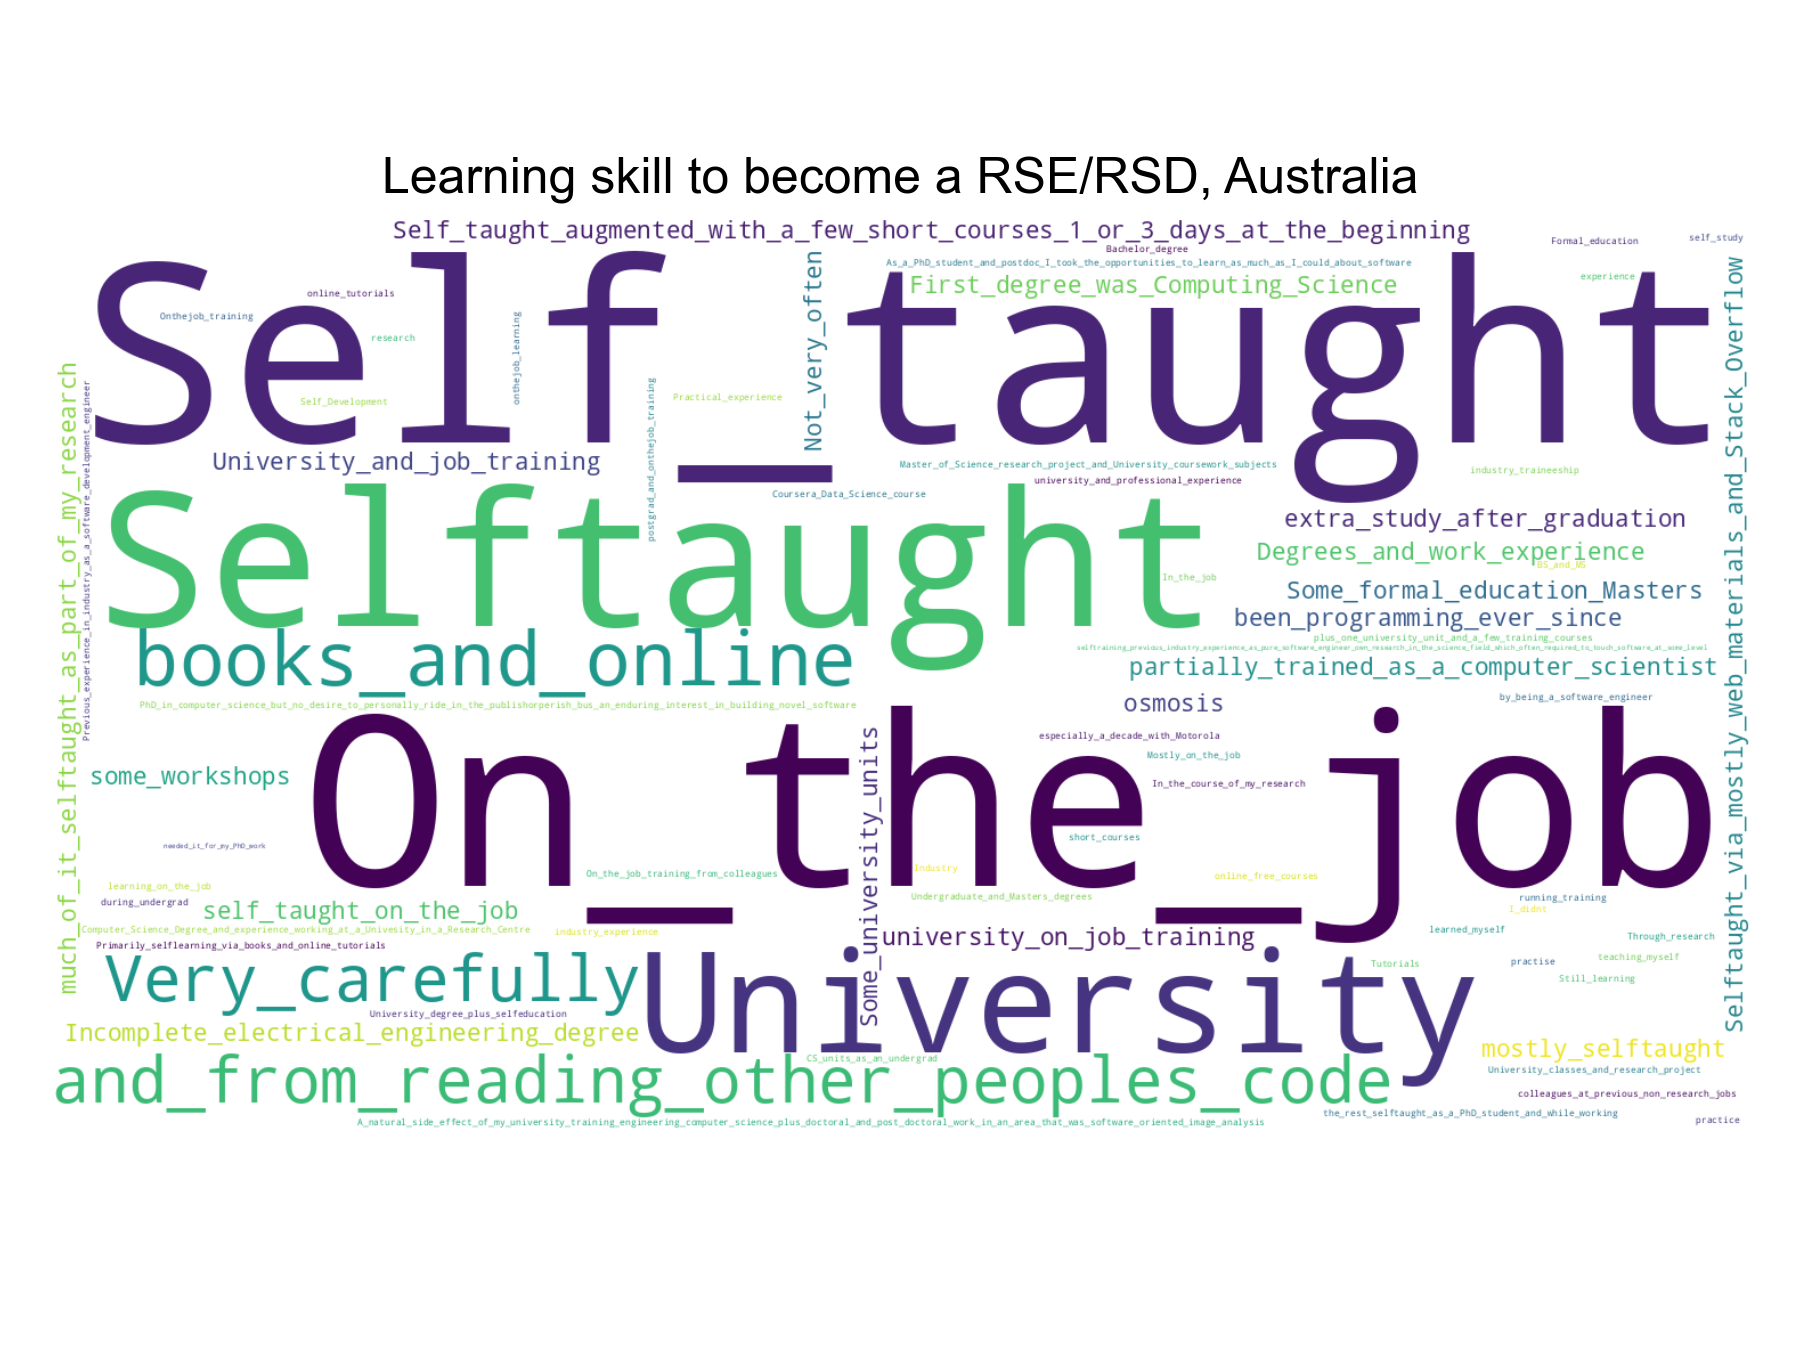 Learning skill to become a RSE/RSD, Australia
Self_taught_augmented_with_a_few_short_courses_1_or_3_days_at_the_beginning
Formal_education
self_study
Bachelor_degree
As_a_PhD_student_and_postdoc_I_took_the_opportunities_to_learn_as_much_as_I_could_about_software
First_degree_was_Computing_Science
experience
online_tutorials
Onthejob_training
research
Self_taught
onthejob_learning
Not_very_often
Self_Development
Practical_experience
postgrad_and_onthejob_training
University_and_job_training
Master_of_Science_research_project_and_University_coursework_subjects
industry_traineeship
university_and_professional_experience
Coursera_Data_Science_course
Selftaught
extra_study_after_graduation
Degrees_and_work_experience
BS_and_MS
In_the_job
Some_formal_education_Masters
been_programming_ever_since
plus_one_university_unit_and_a_few_training_courses
selftraining_previous_industry_experience_as_pure_software_engineer_own_research_in_the_science_field_which_often_required_to_touch_software_at_some_level
books_and_online
partially_trained_as_a_computer_scientist
much_of_it_selftaught_as_part_of_my_research
Previous_experience_in_industry_as_a_software_development_engineer
Selftaught_via_mostly_web_materials_and_Stack_Overflow
PhD_in_computer_science_but_no_desire_to_personally_ride_in_the_publishorperish_bus_an_enduring_interest_in_building_novel_software
osmosis
by_being_a_software_engineer
especially_a_decade_with_Motorola
Mostly_on_the_job
some_workshops
In_the_course_of_my_research
On_the_job
Some_university_units
short_courses
needed_it_for_my_PhD_work
On_the_job_training_from_colleagues
Industry
online_free_courses
learning_on_the_job
during_undergrad
Undergraduate_and_Masters_degrees
running_training
self_taught_on_the_job
I_didnt
Computer_Science_Degree_and_experience_working_at_a_Univesity_in_a_Research_Centre
industry_experience
learned_myself
university_on_job_training
Through_research
Primarily_selflearning_via_books_and_online_tutorials
Very_carefully
University
Tutorials
practise
teaching_myself
Still_learning
University_degree_plus_selfeducation
Incomplete_electrical_engineering_degree
mostly_selftaught
CS_units_as_an_undergrad
University_classes_and_research_project
and_from_reading_other_peoples_code
colleagues_at_previous_non_research_jobs
the_rest_selftaught_as_a_PhD_student_and_while_working
A_natural_side_effect_of_my_university_training_engineering_computer_science_plus_doctoral_and_post_doctoral_work_in_an_area_that_was_software_oriented_image_analysis
practice